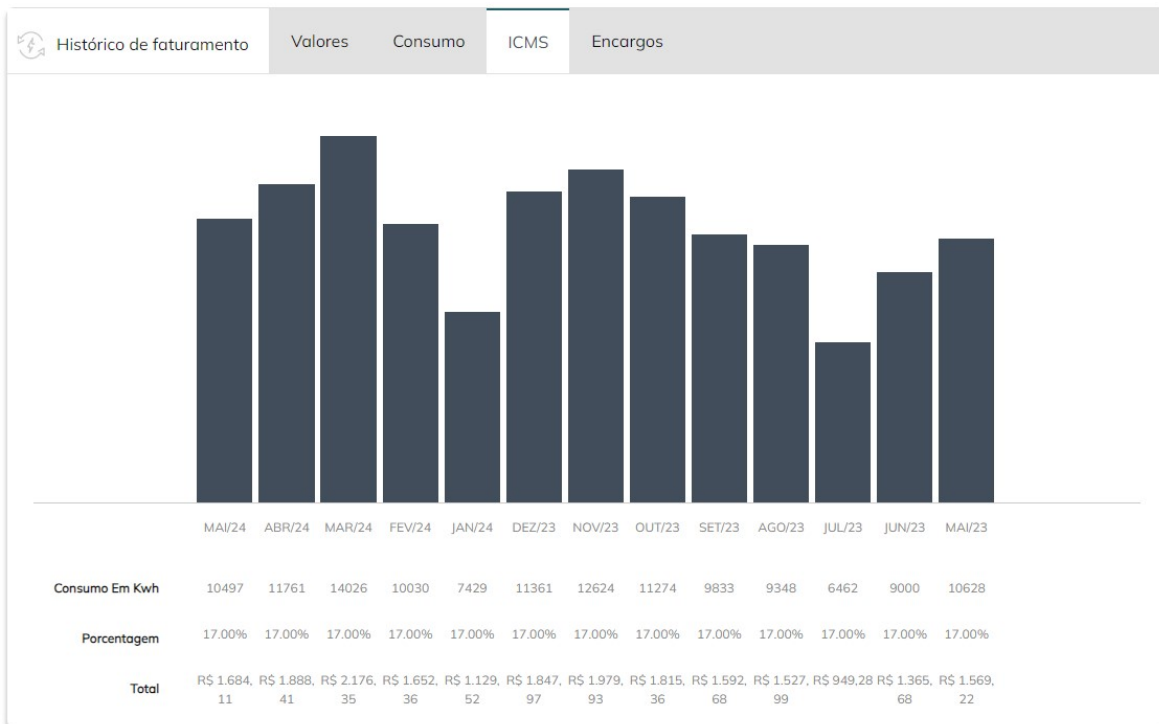 Histórico de faturamento Valores Consumo ICMS Encargos
MAI/24 ABR/24 MAR/24 FEV/24 JAN/24 DEZ/23 NOV/23 OUT/23 SET/23 AGO/23 JUL/23 JUN/23 MAI/23
Consumo Em Kwh 10497 11761 14026 10030 7429 11361 12624 11274 9833 9348 6462 9000 10628
Porcentagem 17.00% 17.00% 17.00% 17.00% 17.00% 17.00% 17.00% 17.00% 17.00% 17.00% 17.00% 17.00% 17.00%
Total R$ 1.684, R$ 1.888, R$ 2.176, R$ 1.652, R$ 1.129, R$ 1.847, R$ 1.979, R$ 1.815, R$ 1.592, R$ 1.527, R$ 949,28 R$ 1.365, R$ 1.569,
11 41 35 36 52 97 93 36 68 99 68 22